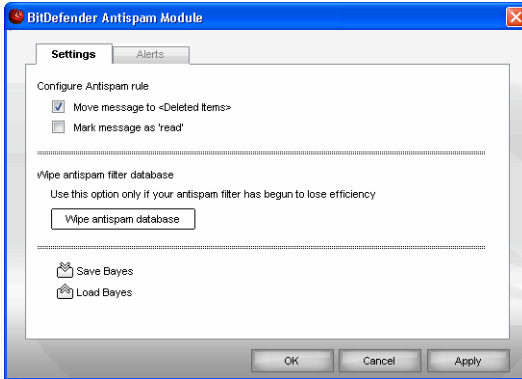 BitDefender Antispam Module
Settings
Alerts
Configure Antispam rule
Move message to <Deleted Items>
Mark message as 'read'
Wipe antispam filter database
Use this option only if your antispam filter has begun to lose efficiency
Wipe antispam database
Save Bayes
Load Bayes
OK
Cancel
Apply